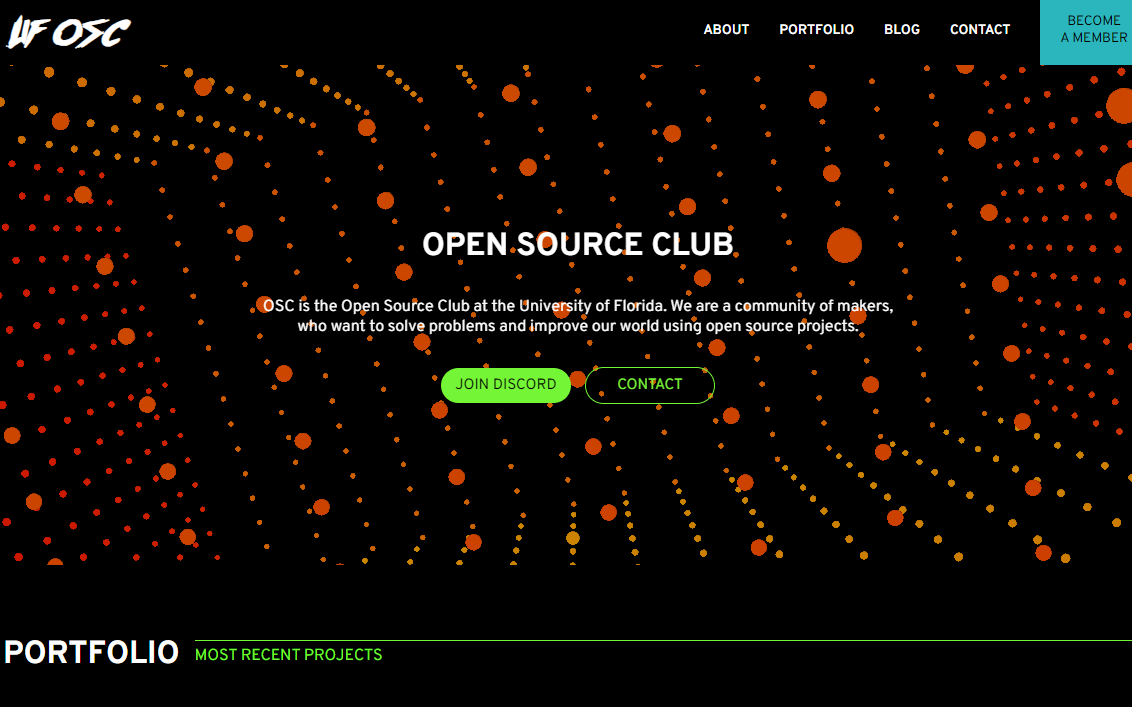 UF OSC
ABOUT PORTFOLIO BLOG CONTACT
BECOME
A MEMBER
OPEN SOURCE CLUB
OSC is the Open Source Club at the University of Florida. We are a community of makers,
who want to solve problems and improve our world using open source projects.
JOIN DISCORD CONTACT
PORTFOLIO
MOST RECENT PROJECTS